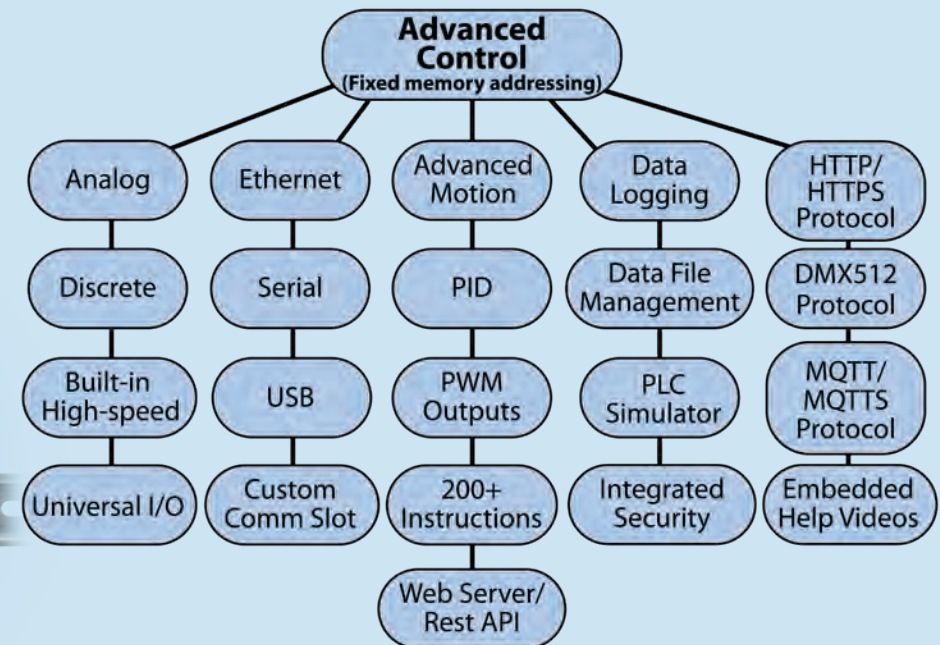 Advanced
Control
(Fixed memory addressing)
Analog
Discrete
Built-in
High-speed
Universal I/O
Ethernet
Serial
USB
Custom
Comm Slot
Advanced
Motion
PID
PWM
Outputs
200+
Instructions
Web Server/
Rest API
Data
Logging
Data File
Management
PLC
Simulator
Integrated
Security
HTTP/
HTTPS
Protocol
DMX512
Protocol
MQTT/
MQTTS
Protocol
Embedded
Help Videos